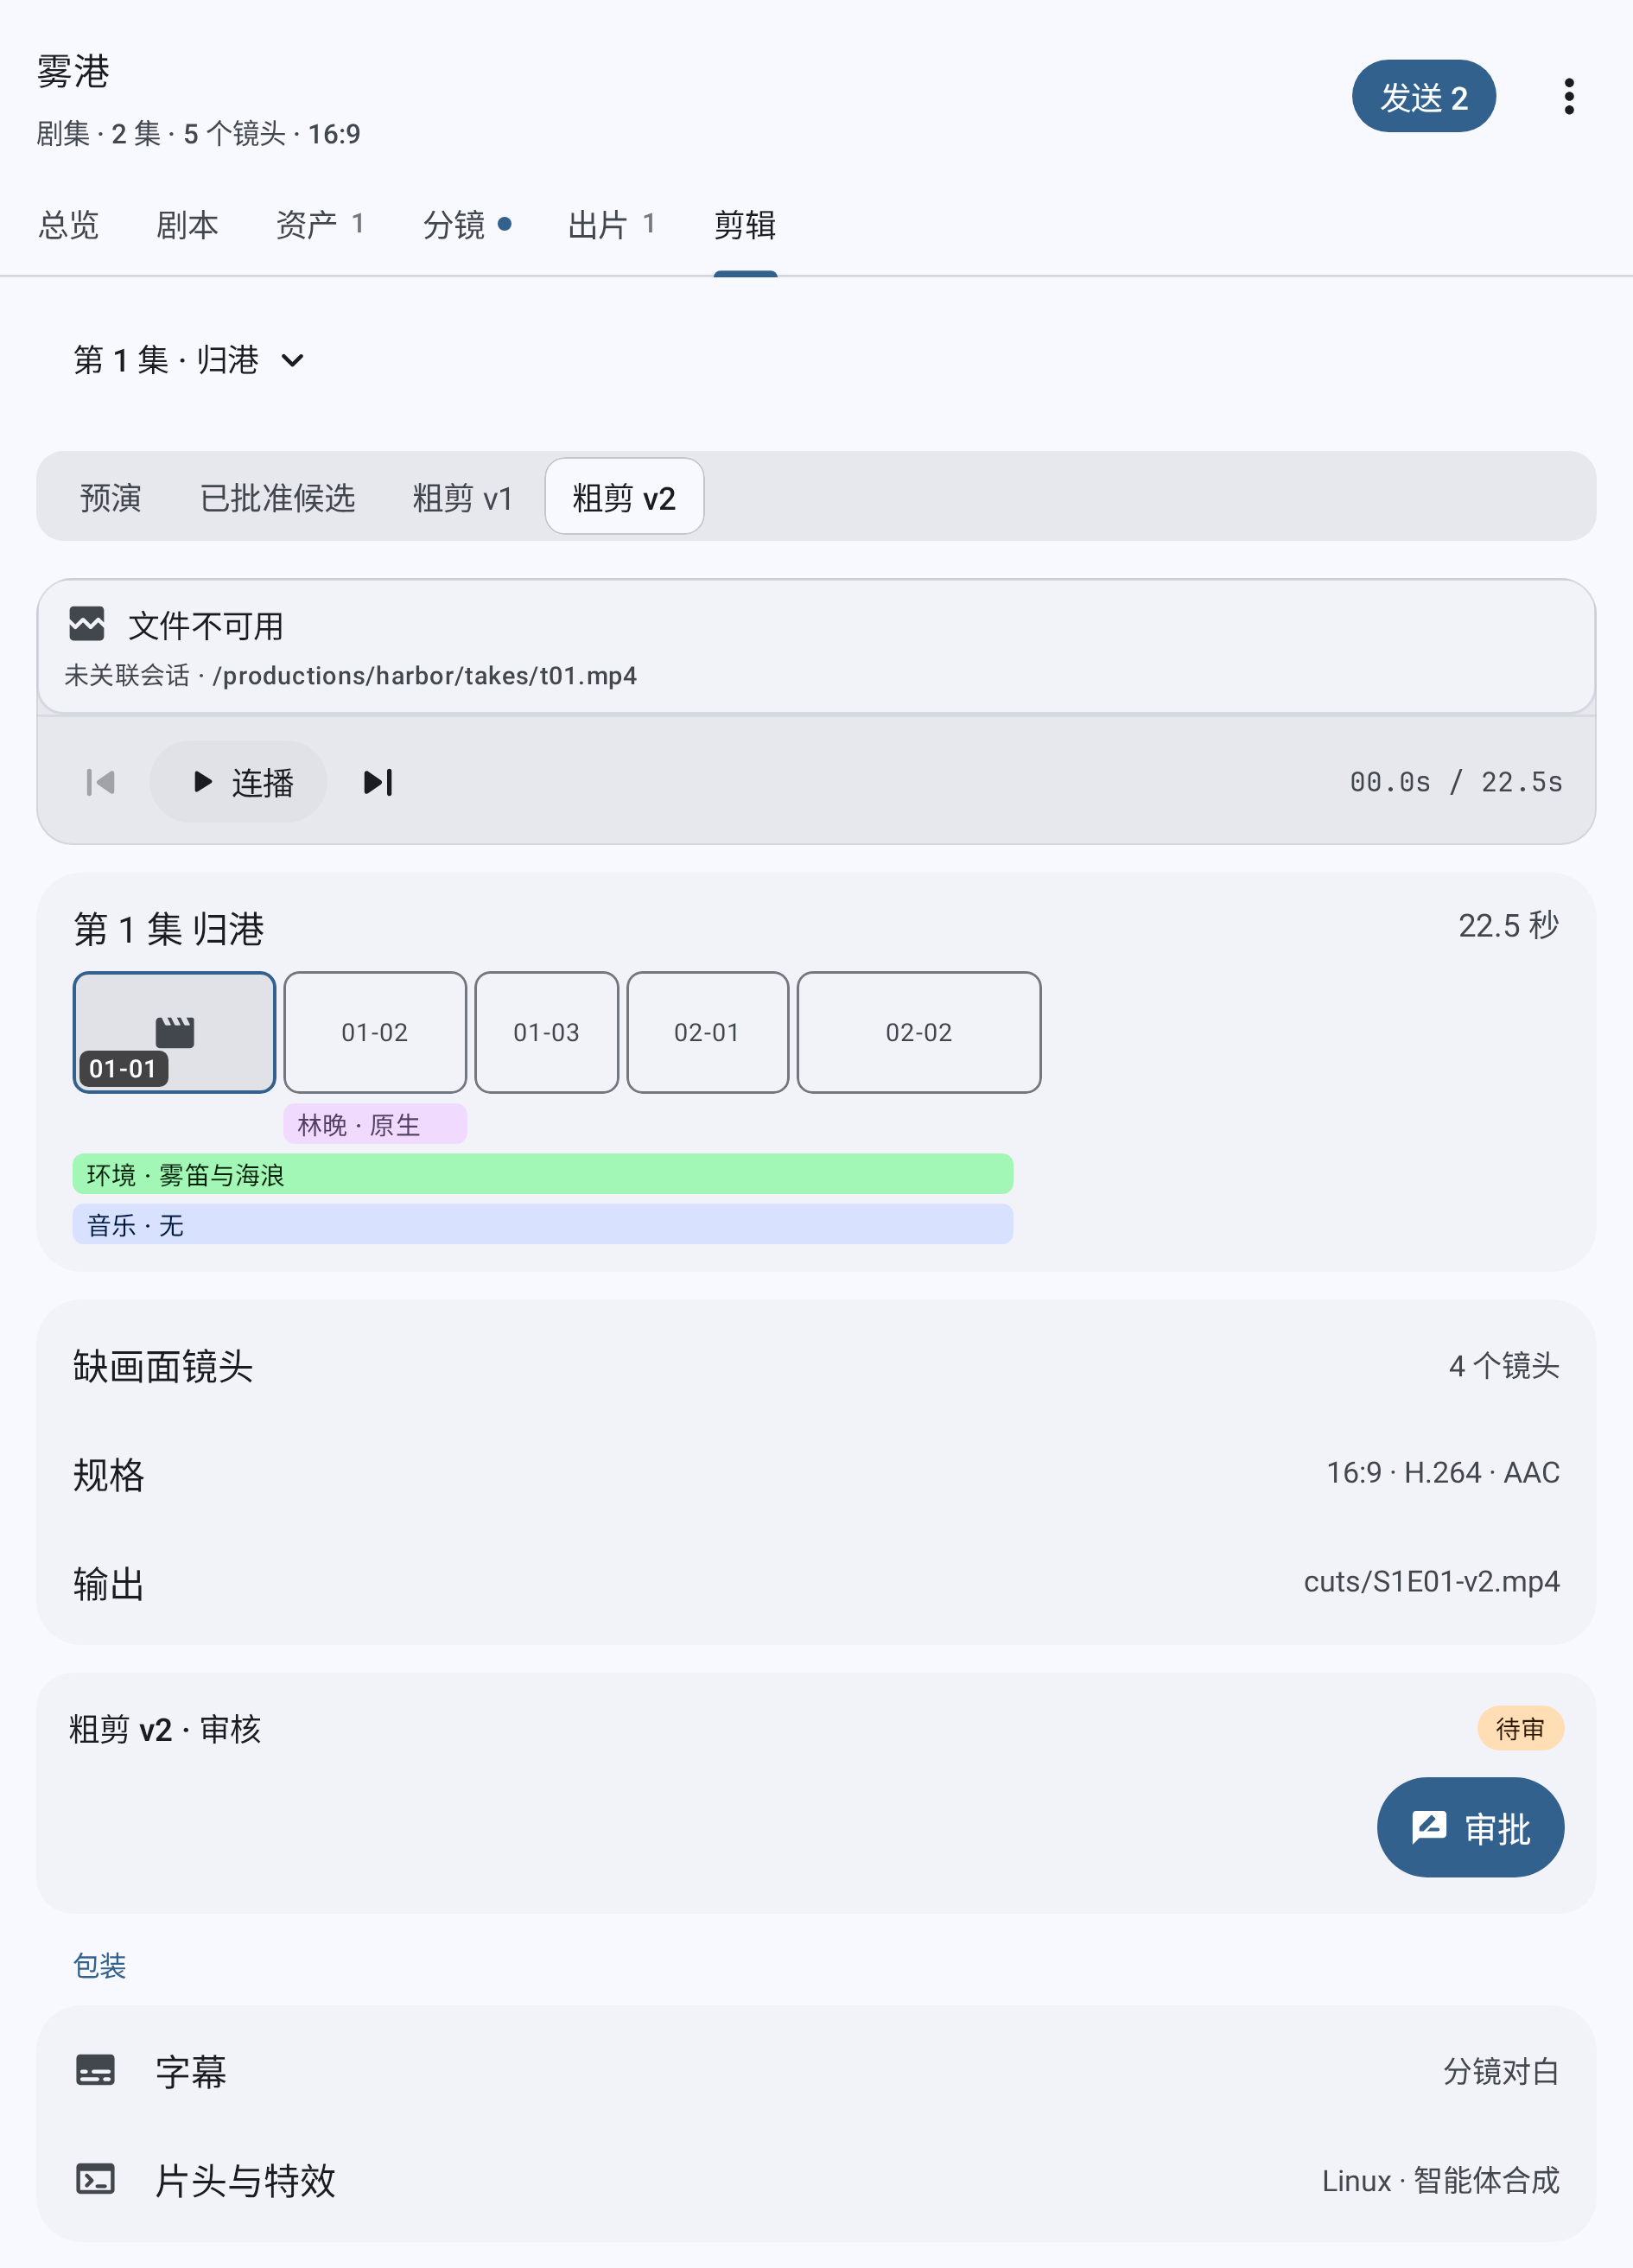 雾港
剧集 · 2 集 · 5 个镜头 · 16:9
发送 2
总览 剧本 资产 1 分镜 出片 1 剪辑
第 1 集 · 归港
预演 已批准候选 粗剪 v1 粗剪 v2
文件不可用
未关联会话 · /productions/harbor/takes/t01.mp4
连播 00.0s / 22.5s
第 1 集 归港 22.5 秒
01-01 01-02 01-03 02-01 02-02
林晚 · 原生
环境 · 雾笛与海浪
音乐 · 无
缺画面镜头 4 个镜头
规格 16:9 · H.264 · AAC
输出 cuts/S1E01-v2.mp4
粗剪 v2 · 审核 待审
审批
包装
字幕 分镜对白
片头与特效 Linux · 智能体合成